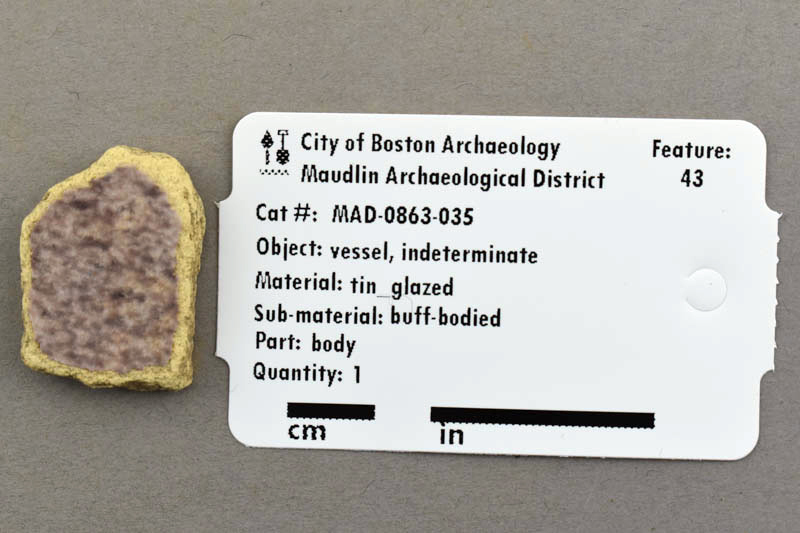 City of Boston Archaeology
Maudlin Archaeological District
Feature:
43
Cat #: MAD-0863-035
Object: vessel, indeterminate
Material: tin_glazed
Sub-material: buff-bodied
Part: body
Quantity: 1
cm
in